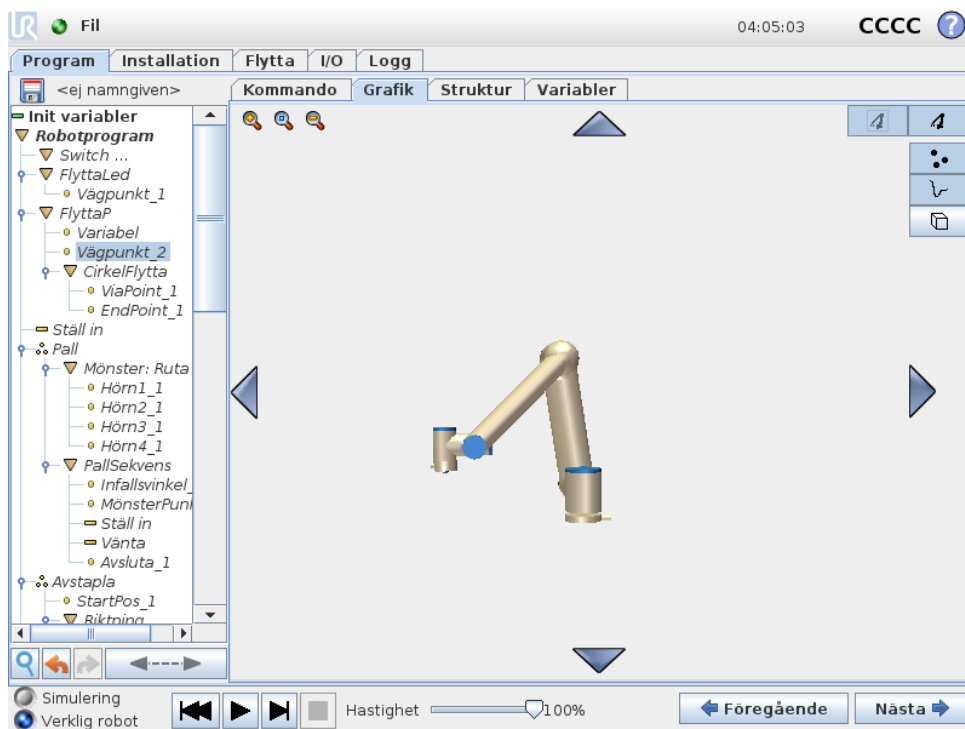 UR Fil 04:05:03 CCCC ?
Program Installation Flytta I/O Logg
<ej namngiven> Kommando Grafik Struktur Variabler
Init variabler
Robotprogram
Switch ...
FlyttaLed
Vägpunkt_1
FlyttaP
Variabel
Vägpunkt_2
CirkelFlytta
ViaPoint_1
EndPoint_1
Ställ in
Pall
Mönster: Ruta
Hörn1_1
Hörn2_1
Hörn3_1
Hörn4_1
PallSekvens
Infallsvinkel_
MönsterPunl
Ställ in
Vänta
Avsluta_1
Avstapla
StartPos_1
Riktning
Simulering
Verklig robot
Hastighet 100% Föregående Nästa